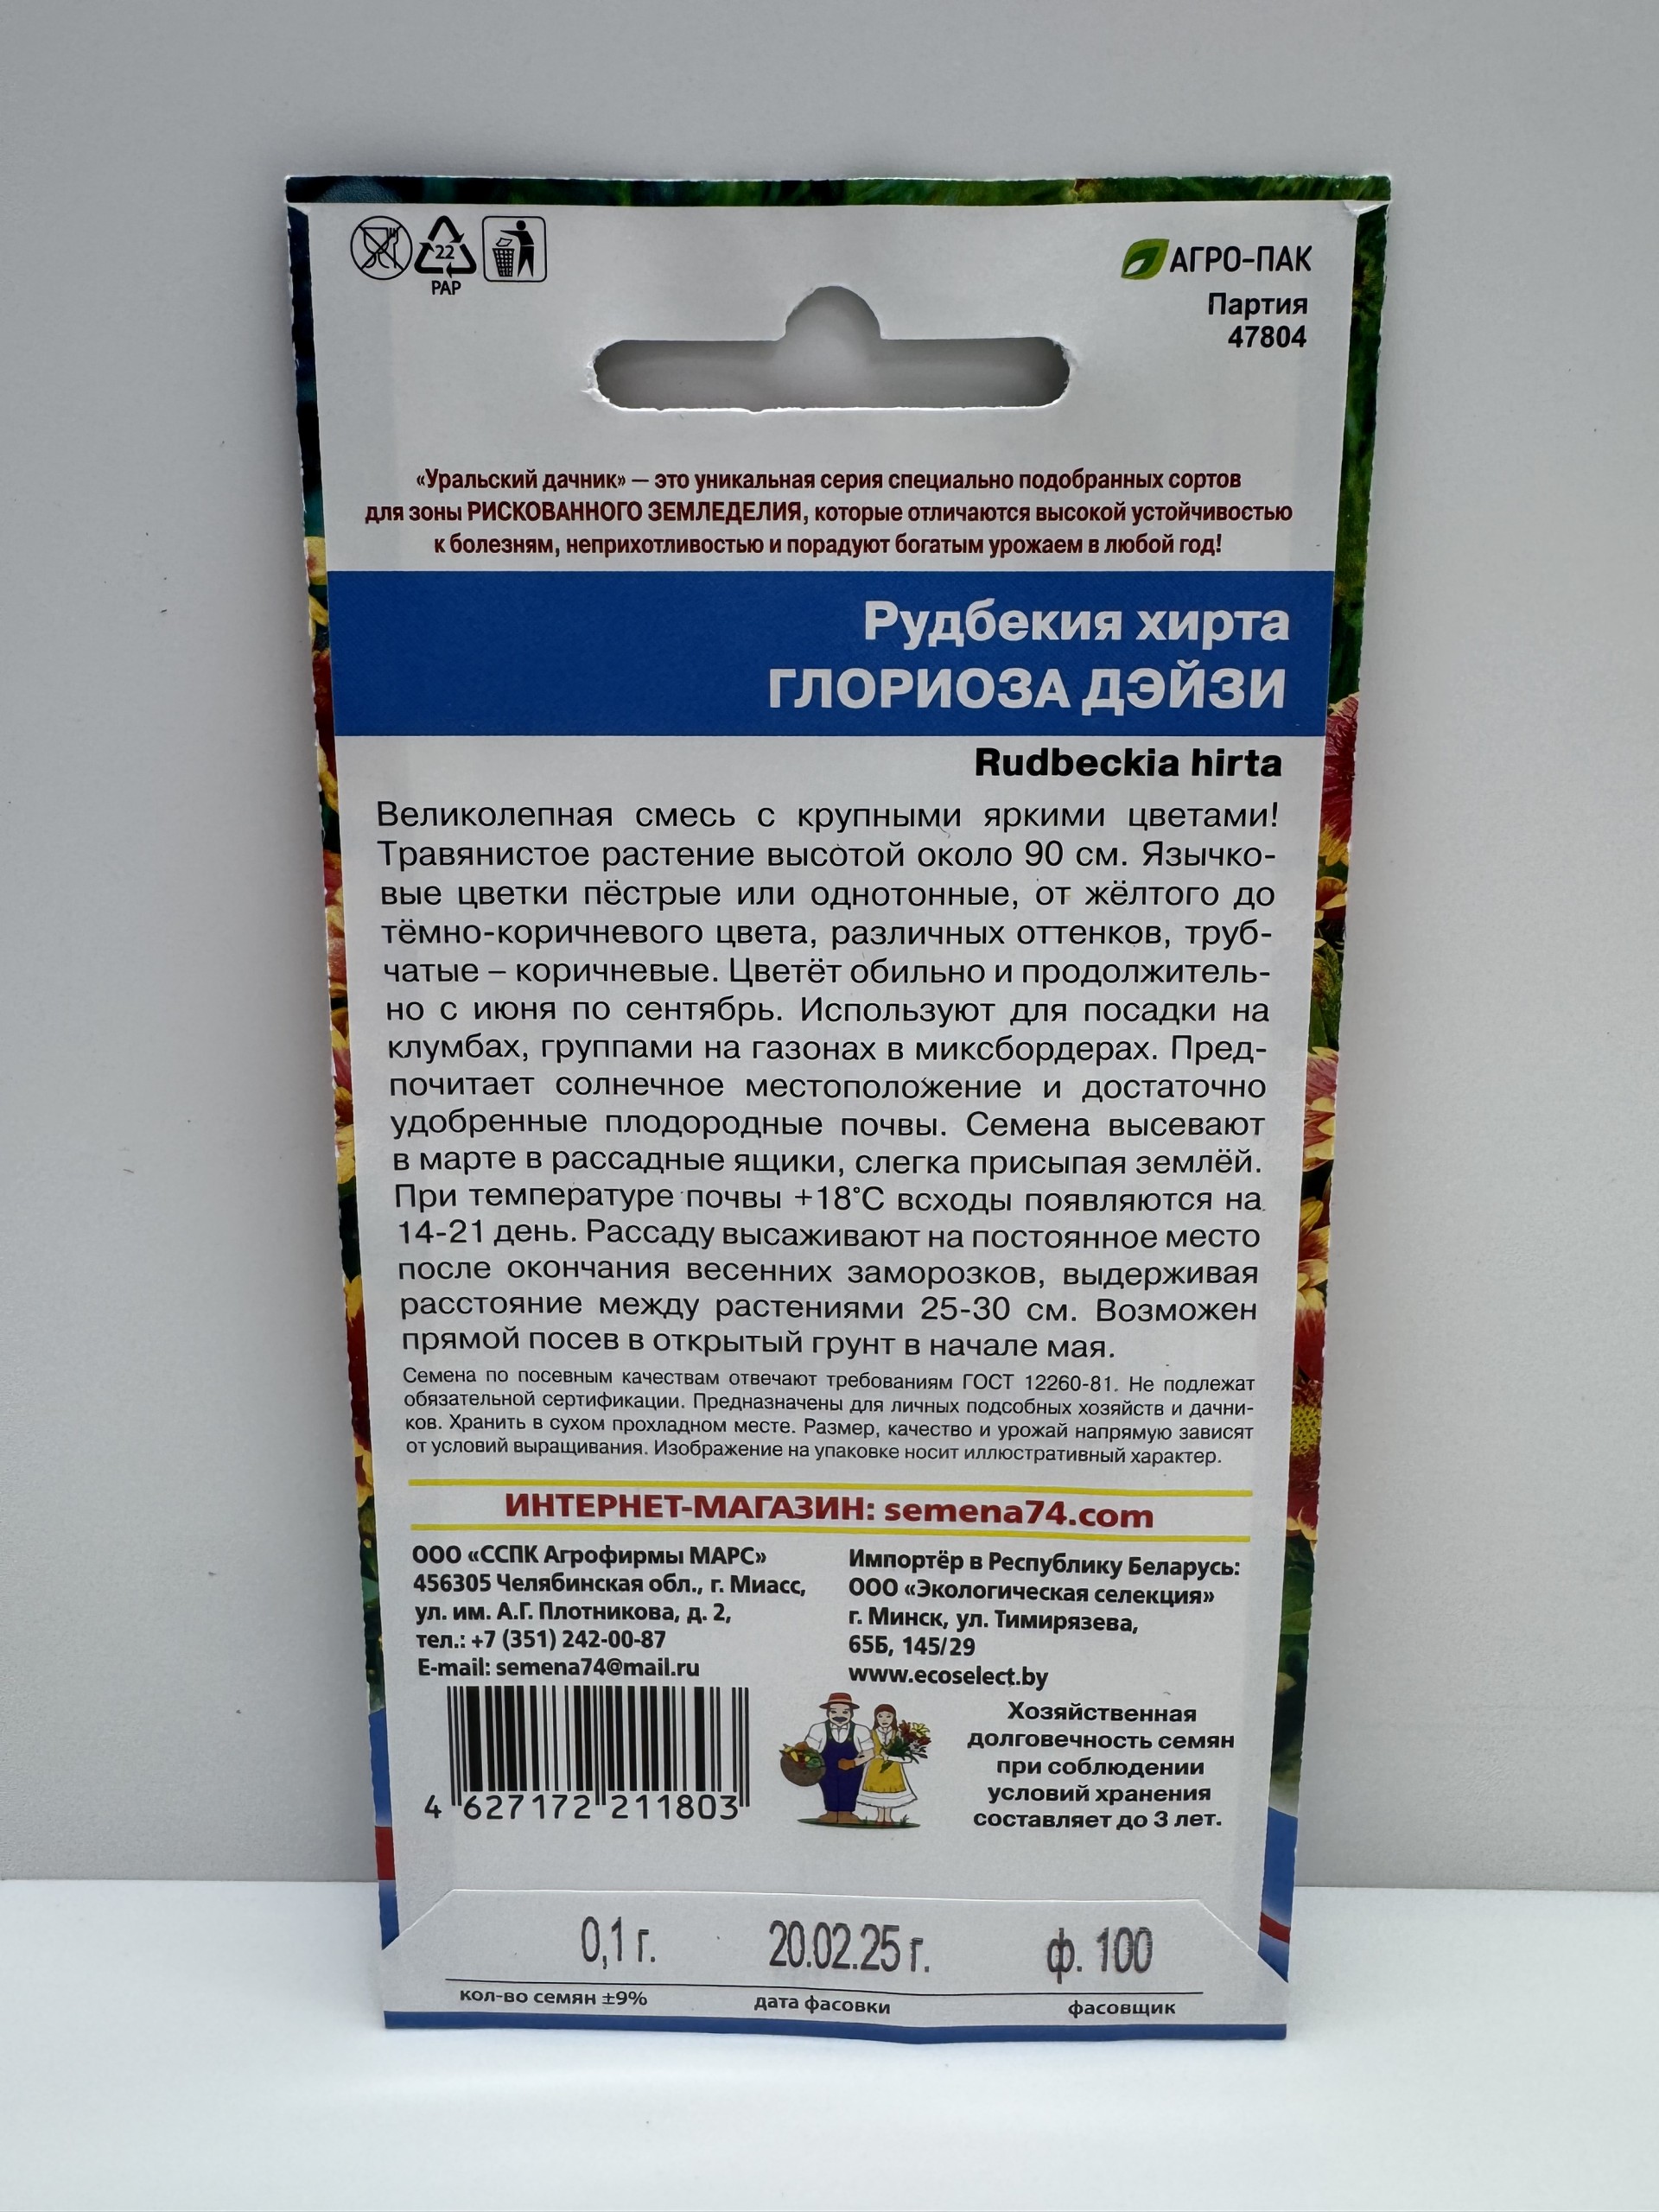 22
PAP
АГРО-ПАК
Партия
47804
«Уральский дачник» — это уникальная серия специально подобранных сортов
для зоны РИСКОВАННОГО ЗЕМЛЕДЕЛИЯ, которые отличаются высокой устойчивостью
к болезням, неприхотливостью и порадуют богатым урожаем в любой год!
Рудбекия хирта
ГЛОРИОЗА ДЭЙЗИ
Rudbeckia hirta
Великолепная смесь с крупными яркими цветами!
Травянистое растение высотой около 90 см. Язычко-
вые цветки пёстрые или однотонные, от жёлтого до
тёмно-коричневого цвета, различных оттенков, труб-
чатые – коричневые. Цветёт обильно и продолжитель-
но с июня по сентябрь. Используют для посадки на
клумбах, группами на газонах в миксбордерах. Пред-
почитает солнечное местоположение и достаточно
удобренные плодородные почвы. Семена высевают
в марте в рассадные ящики, слегка присыпая землёй.
При температуре почвы +18°С всходы появляются на
14-21 день. Рассаду высаживают на постоянное место
после окончания весенних заморозков, выдерживая
расстояние между растениями 25-30 см. Возможен
прямой посев в открытый грунт в начале мая.
Семена по посевным качествам отвечают требованиям ГОСТ 12260-81. Не подлежат
обязательной сертификации. Предназначены для личных подсобных хозяйств и дачни-
ков. Хранить в сухом прохладном месте. Размер, качество и урожай напрямую зависят
от условий выращивания. Изображение на упаковке носит иллюстративный характер.
ИНТЕРНЕТ-МАГАЗИН: semena74.com
ООО «ССПК Агрофирмы МАРС»
456305 Челябинская обл., г. Миасс,
ул. им. А.Г. Плотникова, д. 2,
тел.: +7 (351) 242-00-87
E-mail: semena74@mail.ru
Импортёр в Республику Беларусь:
ООО «Экологическая селекция»
г. Минск, ул. Тимирязева,
65Б, 145/29
www.ecoselect.by
4 627172 211803
Хозяйственная
долговечность семян
при соблюдении
условий хранения
составляет до 3 лет.
0,1 г. 20.02.25 г. ф. 100
кол-во семян ±9% дата фасовки фасовщик